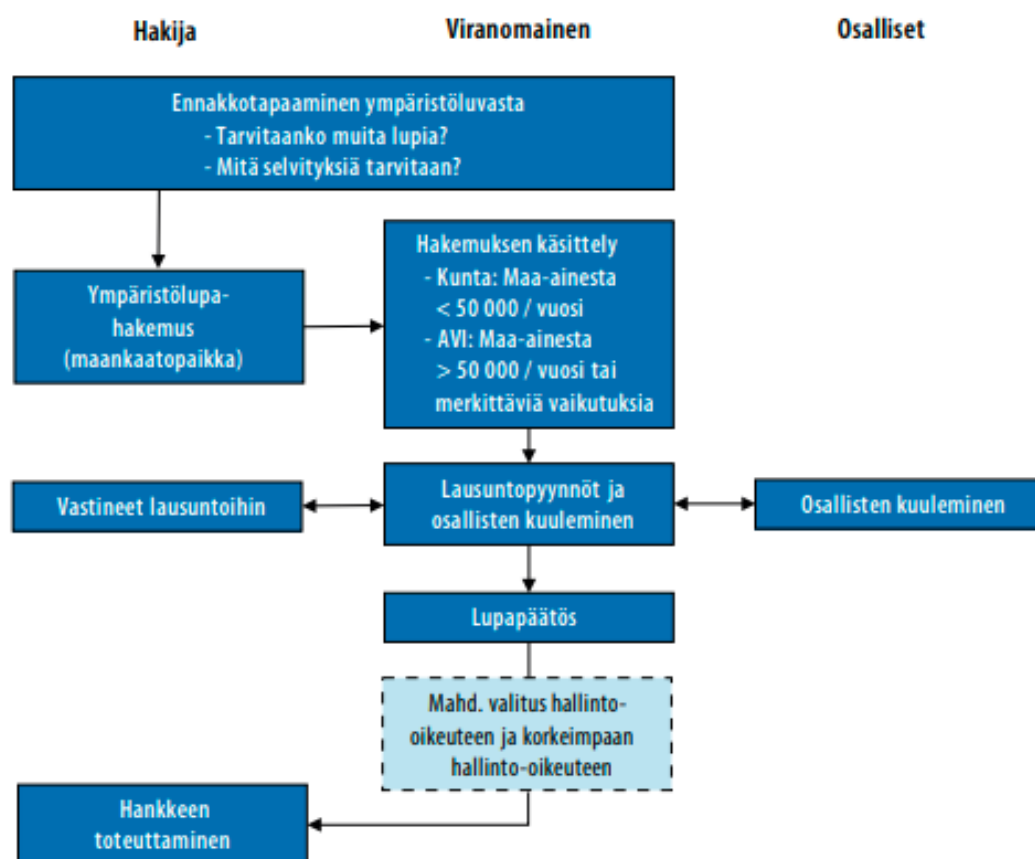 Hakija
Viranomainen
Osalliset
Ennakkotapaaminen ympäristöluvasta
- Tarvitaanko muita lupia?
- Mitä selvityksiä tarvitaan?
Ympäristölupa-
hakemus
(maankaatopaikka)
Hakemuksen käsittely
- Kunta: Maa-ainesta
< 50 000 / vuosi
- AVI: Maa-ainesta
> 50 000 / vuosi tai
merkittäviä vaikutuksia
Vastineet lausuntoihin
Lausuntopyynnöt ja
osallisten kuuleminen
Osallisten kuuleminen
Lupapäätös
Mahd. valitus hallinto-
oikeuteen ja korkeimpaan
hallinto-oikeuteen
Hankkeen
toteuttaminen